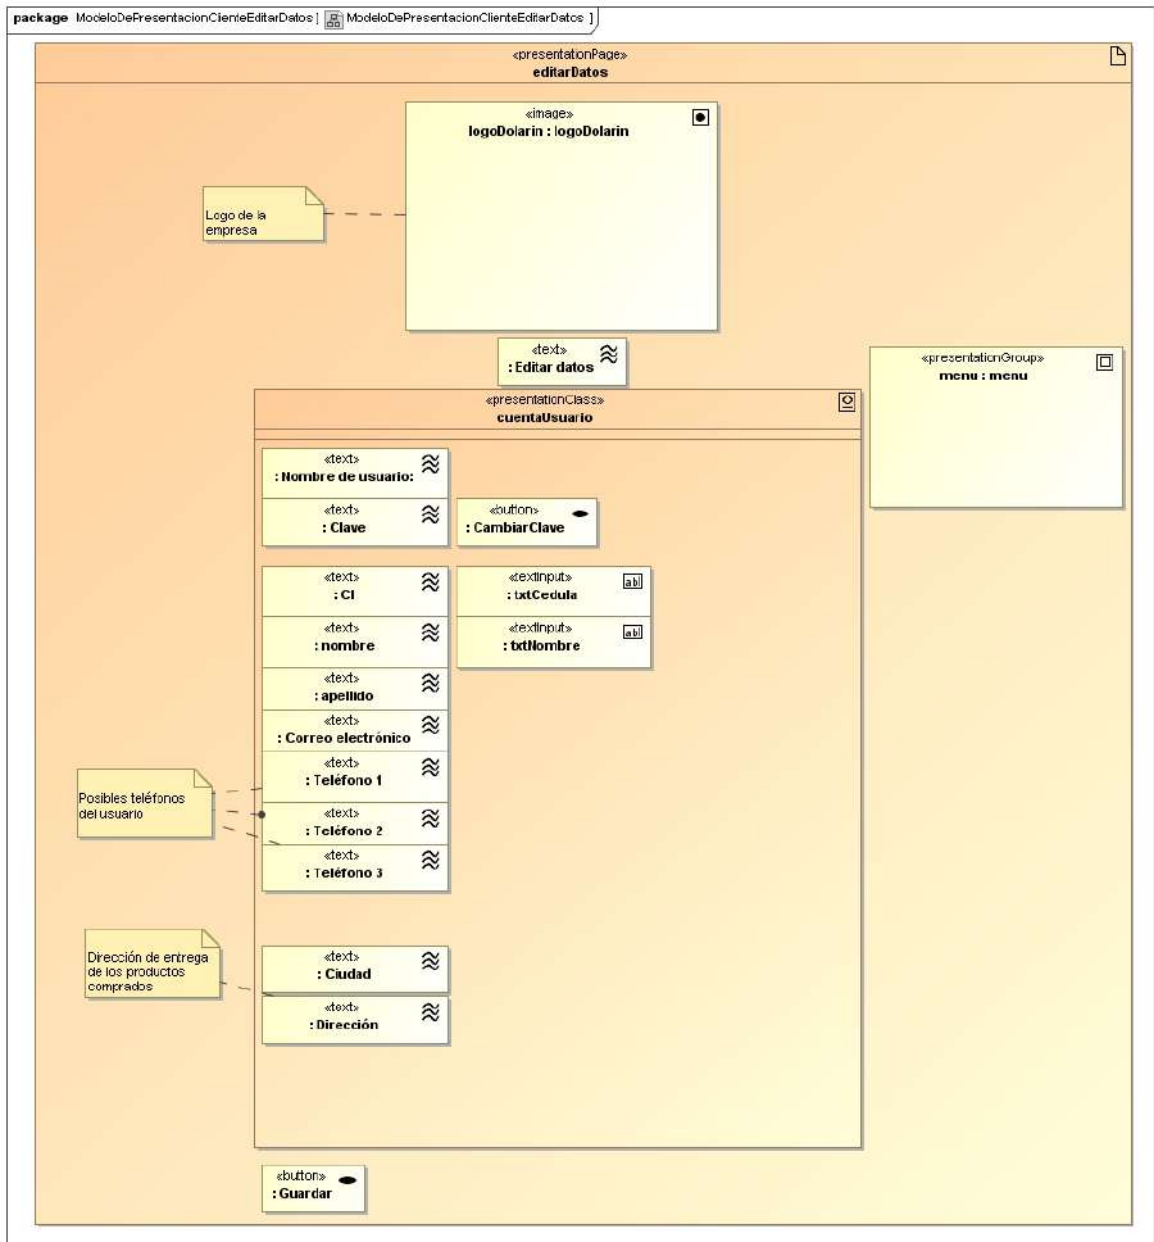 package ModeloDePresentacionClienteEditarDatos [ ModeloDePresentacionClienteEditarDatos ]
«presentationPage»
editarDatos
«image»
logoDolarin : logoDolarin
Logo de la
empresa
«text»
: Editar datos
«presentationGroup»
menu : menu
«presentationClass»
cuentaUsuario
«text»
: Nombre de usuario:
«text»
: Clave
«button»
: CambiarClave
«text»
: CI
«textInput»
: txtCedula
abl
«text»
: nombre
«textInput»
: txtNombre
abl
«text»
: apellido
«text»
: Correo electrónico
«text»
: Teléfono 1
Posibles teléfonos
del usuario
«text»
: Teléfono 2
«text»
: Teléfono 3
Dirección de entrega
de los productos
comprados
«text»
: Ciudad
«text»
: Dirección
«button»
: Guardar